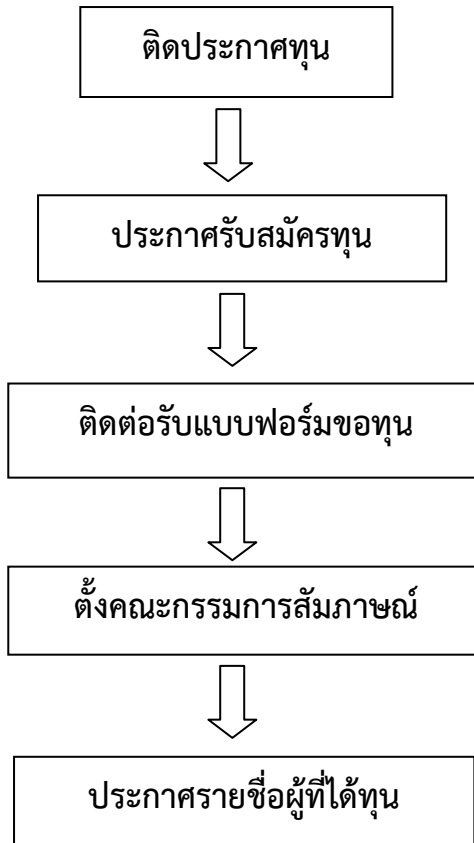 ติดประกาศทุน
ประกาศรับสมัครทุน
ติดต่อรับแบบฟอร์มขอทุน
ตั้งคณะกรรมการสัมภาษณ์
ประกาศรายชื่อผู้ที่ได้ทุน